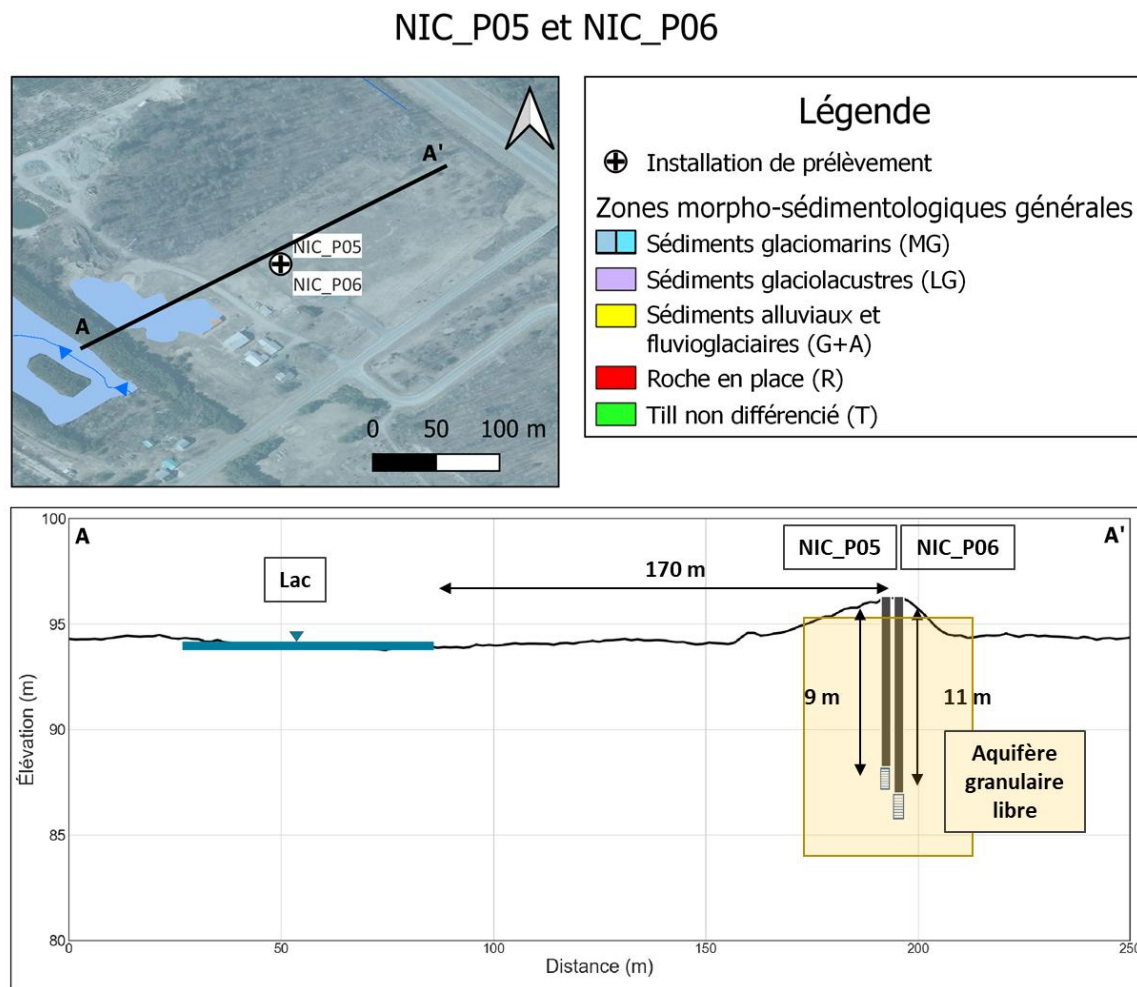 NIC_P05 et NIC_P06
A'
NIC_P05
NIC_P06
A
0 50 100 m
Légende
Installation de prélèvement
Zones morpho-sédimentologiques générales
Sédiments glaciomarins (MG)
Sédiments glaciolacustres (LG)
Sédiments alluviaux et
fluvioglaciaires (G+A)
Roche en place (R)
Till non différencié (T)
A
A'
Lac
170 m
NIC_P05
NIC_P06
9 m
11 m
Aquifère
granulaire
libre
Élévation (m)
100
95
90
85
80
0 50 100 150 200 250
Distance (m)